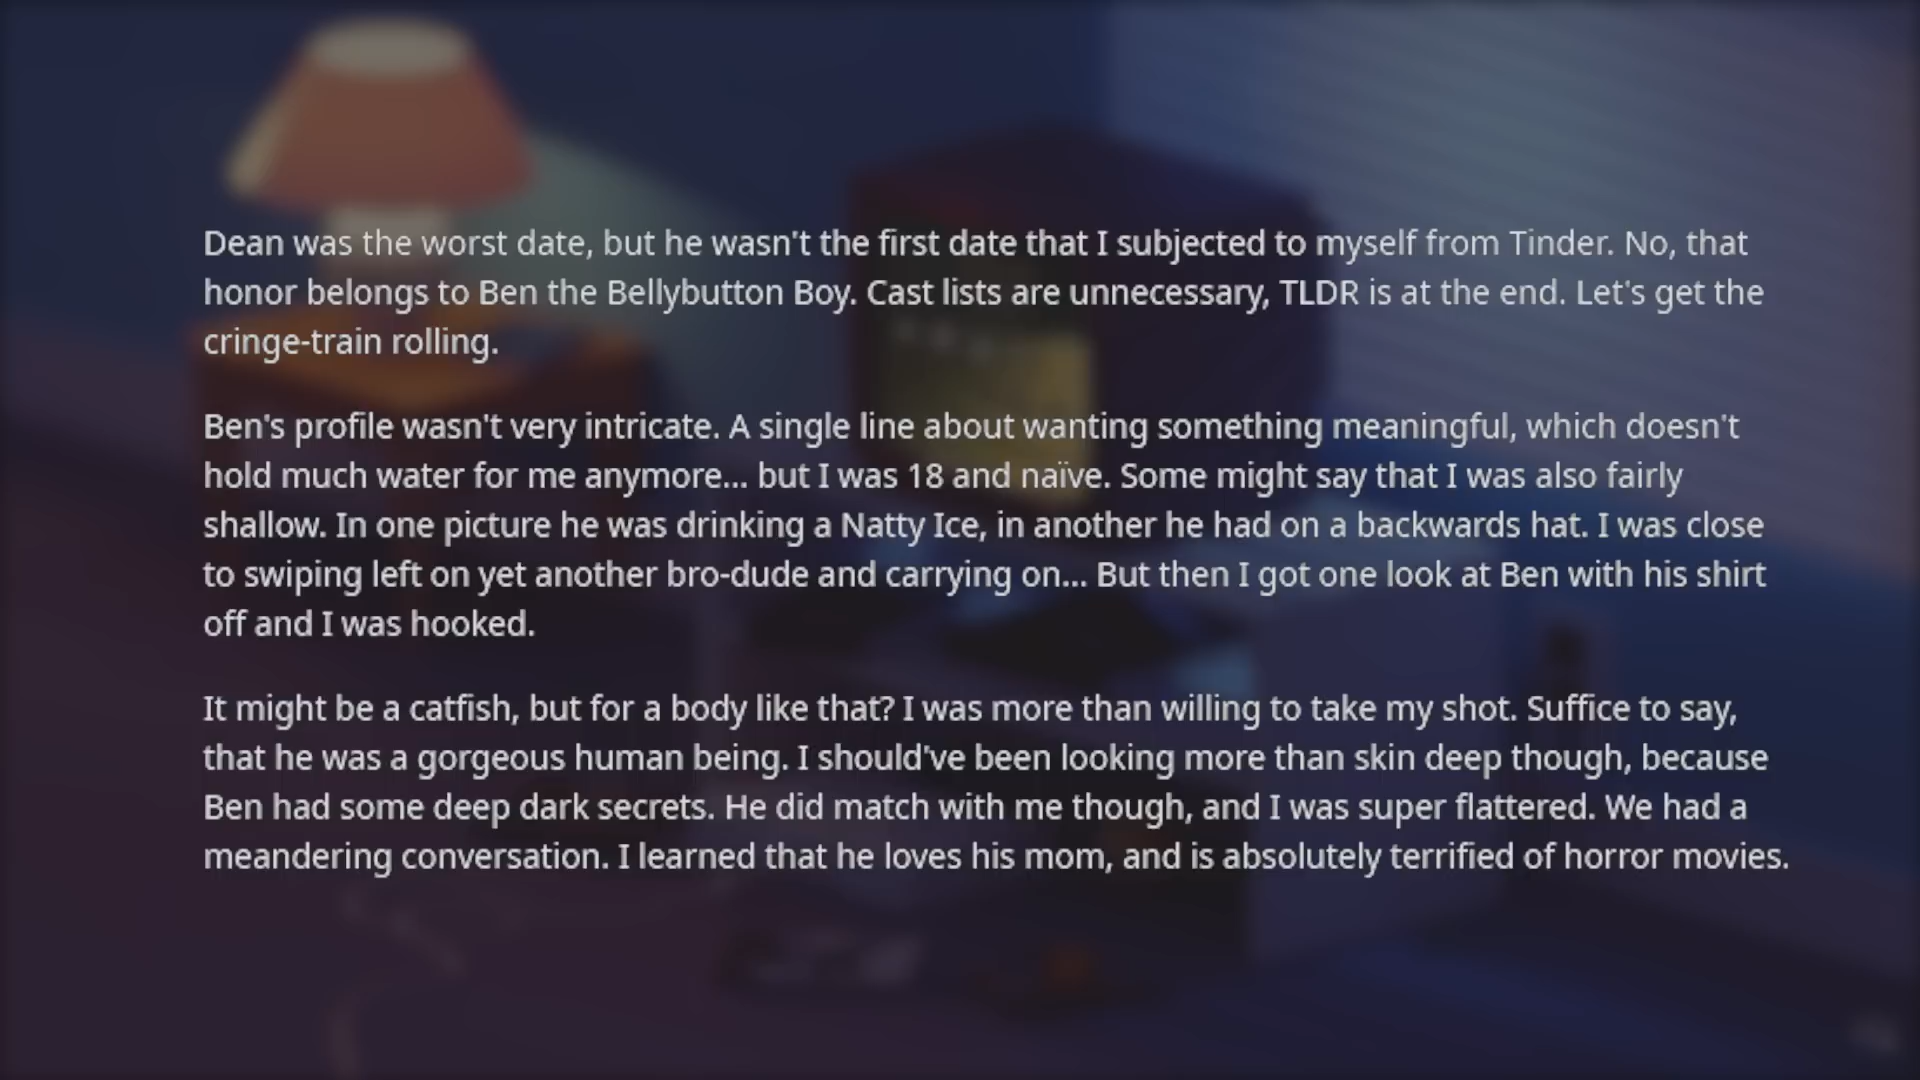 Dean was the worst date, but he wasn't the first date that I subjected to myself from Tinder. No, that
honor belongs to Ben the Bellybutton Boy. Cast lists are unnecessary, TLDR is at the end. Let's get the
cringe-train rolling.
Ben's profile wasn't very intricate. A single line about wanting something meaningful, which doesn't
hold much water for me anymore... but I was 18 and naïve. Some might say that I was also fairly
shallow. In one picture he was drinking a Natty Ice, in another he had on a backwards hat. I was close
to swiping left on yet another bro-dude and carrying on... But then I got one look at Ben with his shirt
off and I was hooked.
It might be a catfish, but for a body like that? I was more than willing to take my shot. Suffice to say,
that he was a gorgeous human being. I should've been looking more than skin deep though, because
Ben had some deep dark secrets. He did match with me though, and I was super flattered. We had a
meandering conversation. I learned that he loves his mom, and is absolutely terrified of horror movies.